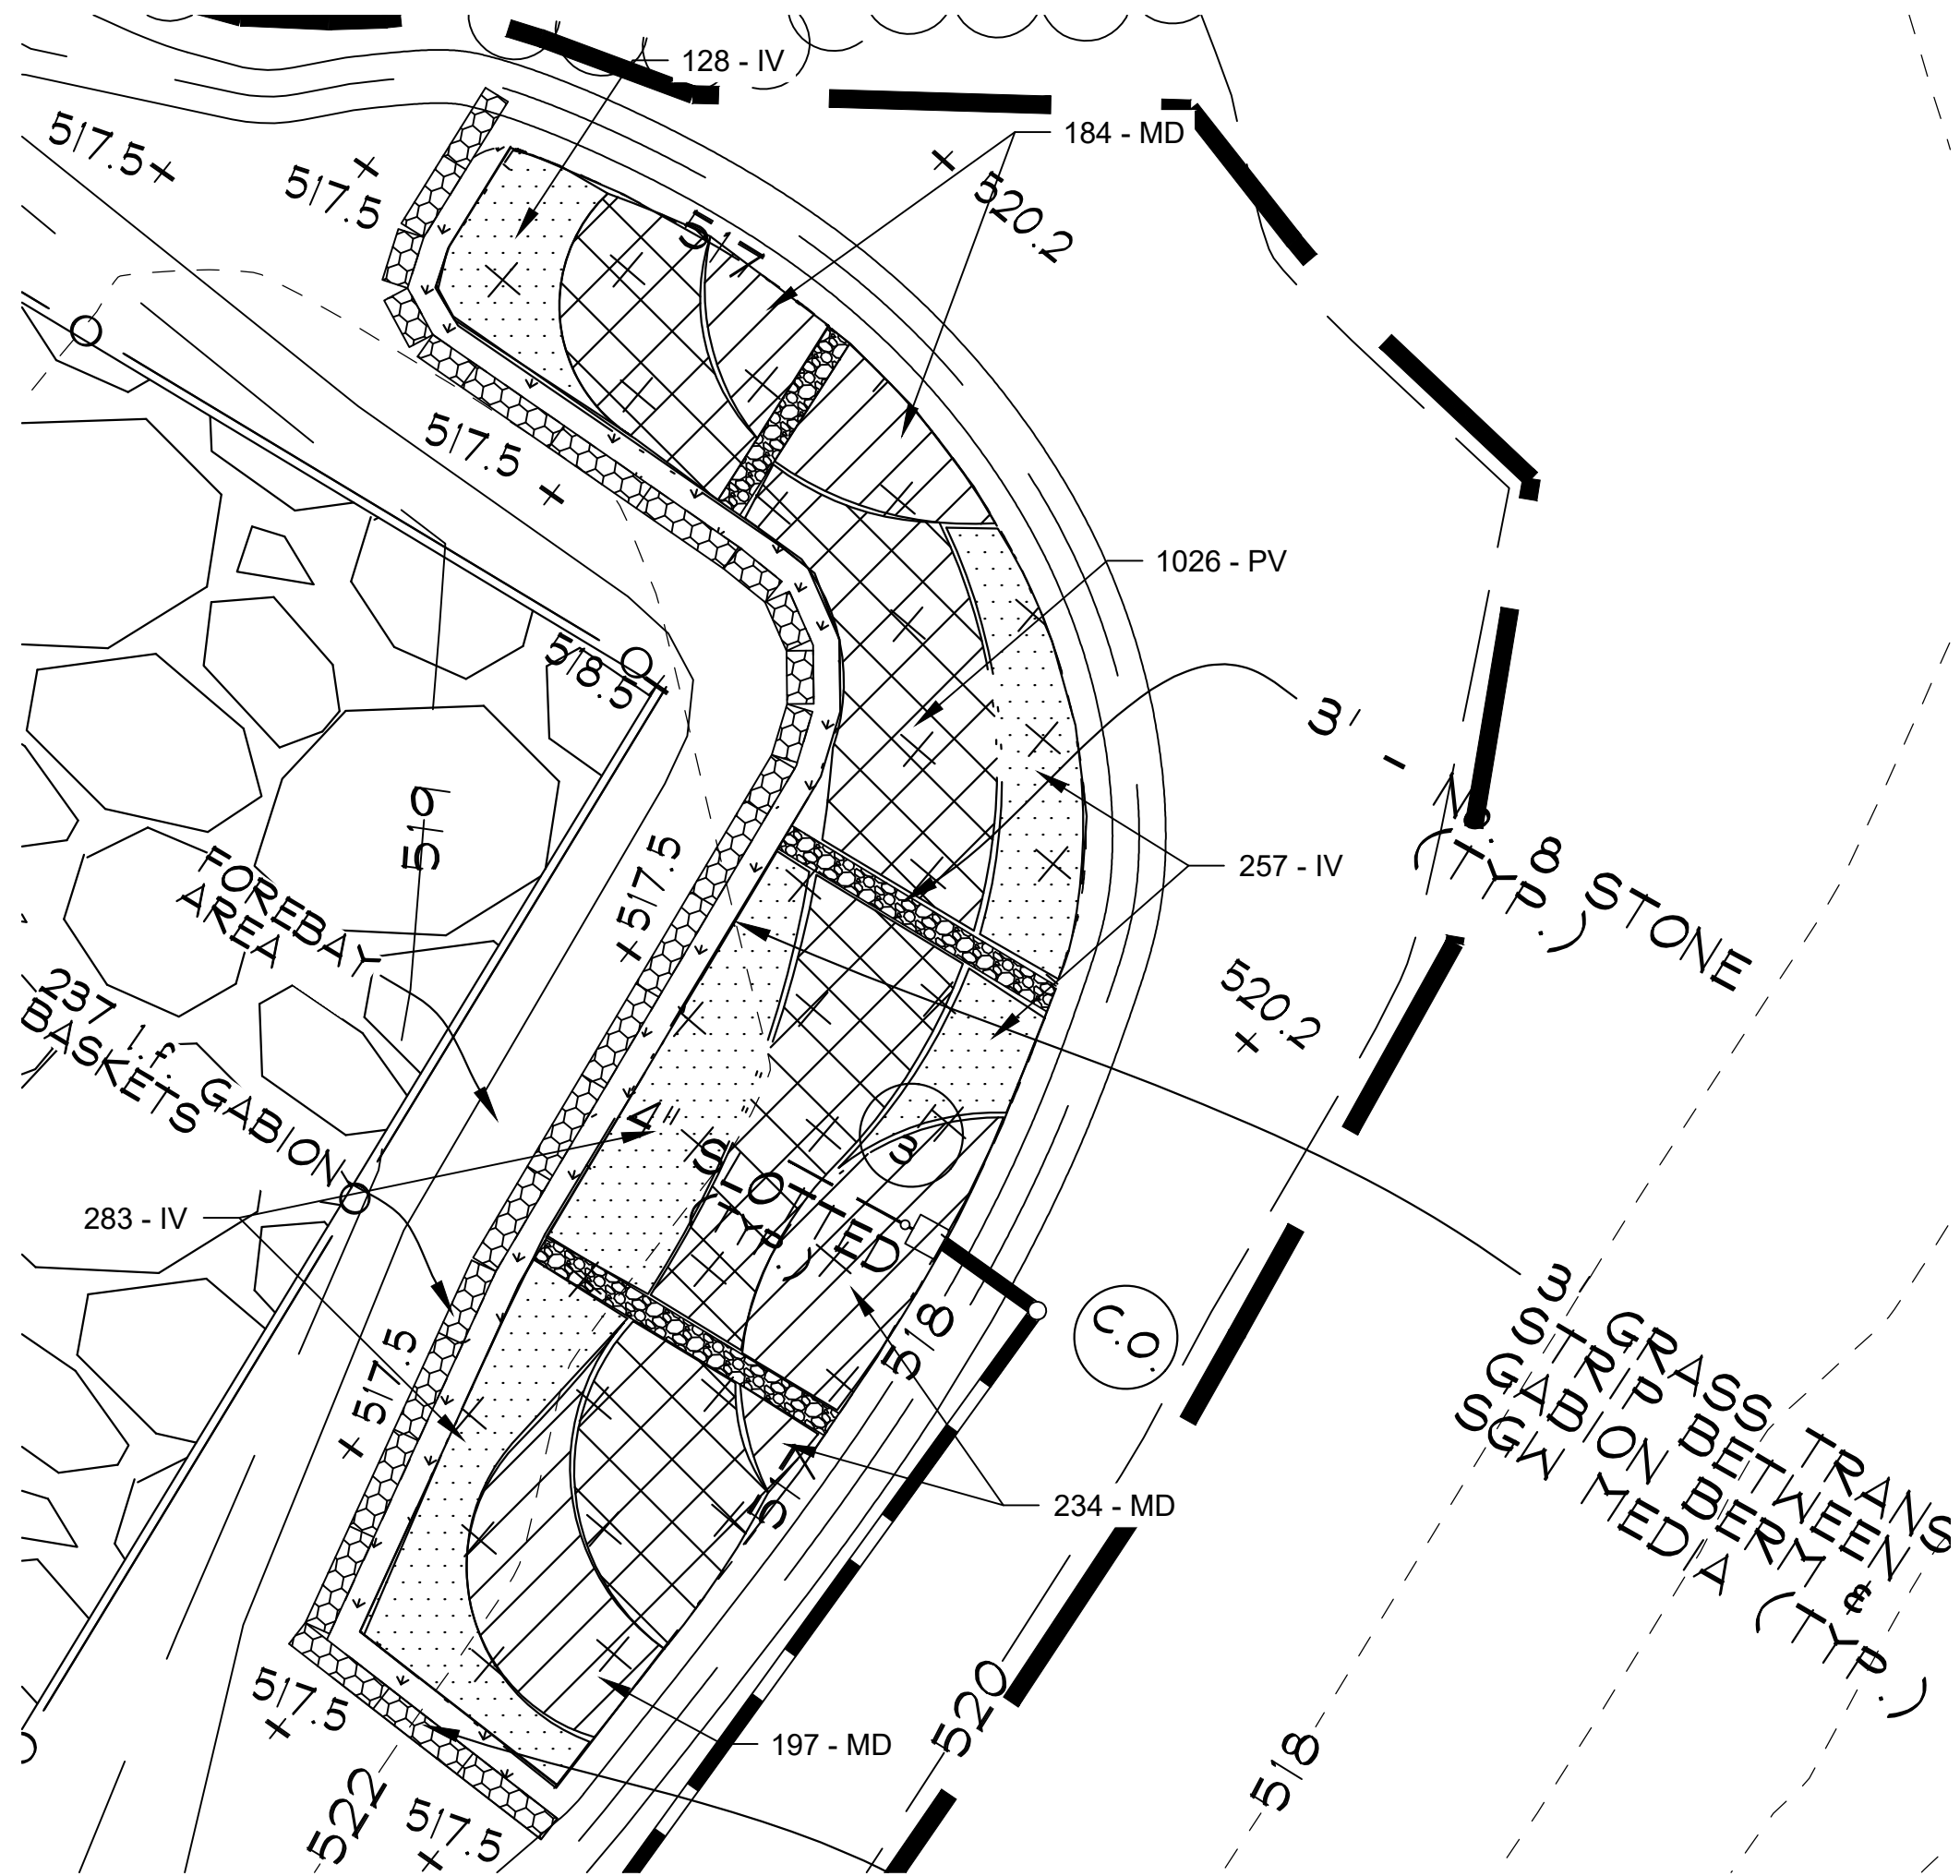 128 - IV
184 - MD
517.5
517.5
520.2
517
517.5
1026 - PV
518.5
3' - No. 8 STONE
(TYP.)
510
517.5
257 - IV
FOREBAY
AREA
237 l.f. GABION
BASKETS
520.2
4" SLOTTED
(TYP.)
3
283 - IV
C.O.
518
517.5
3' GRASS TRANS
STRIP BETWEEN
GABION BERM &
SGW MEDIA (TYP.)
517
234 - MD
197 - MD
517.5
520
518
522
517.5